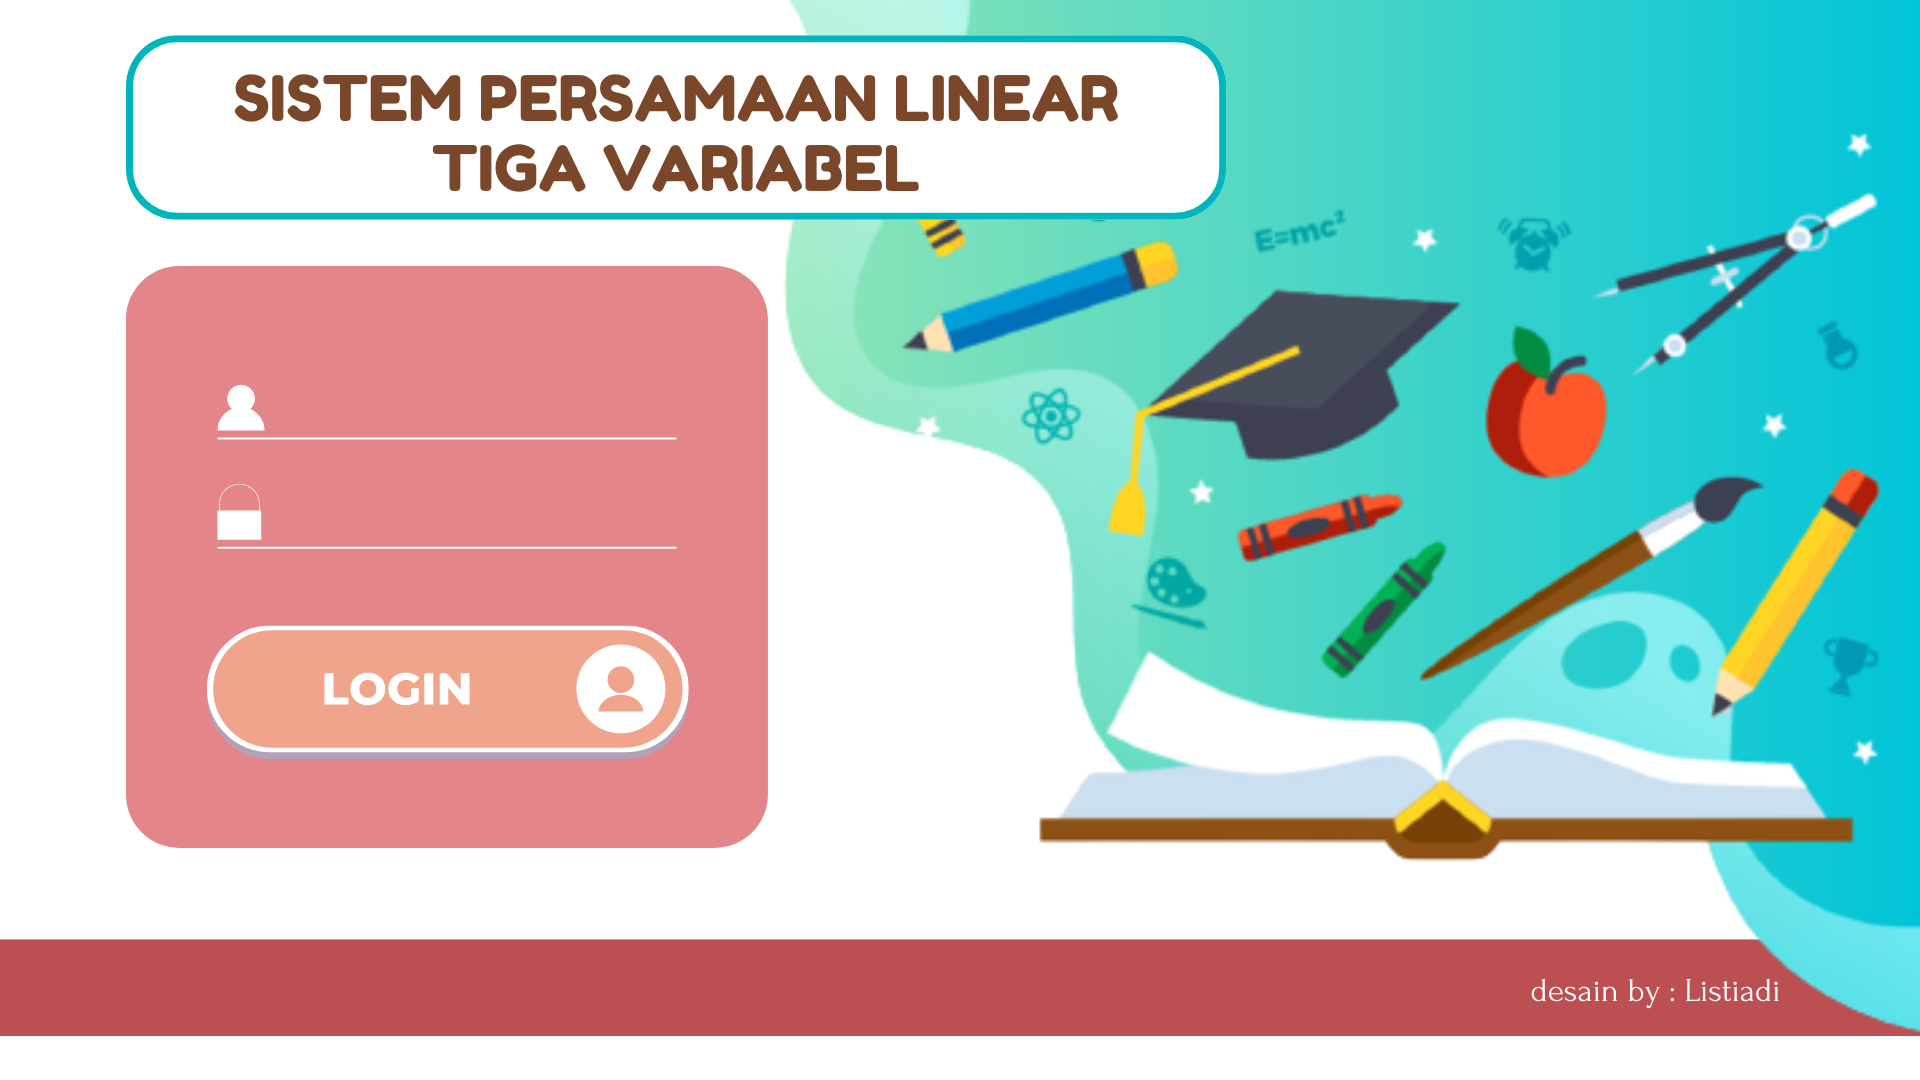 SISTEM PERSAMAAN LINEAR
TIGA VARIABEL
E=mc²
LOGIN
desain by : Listiadi